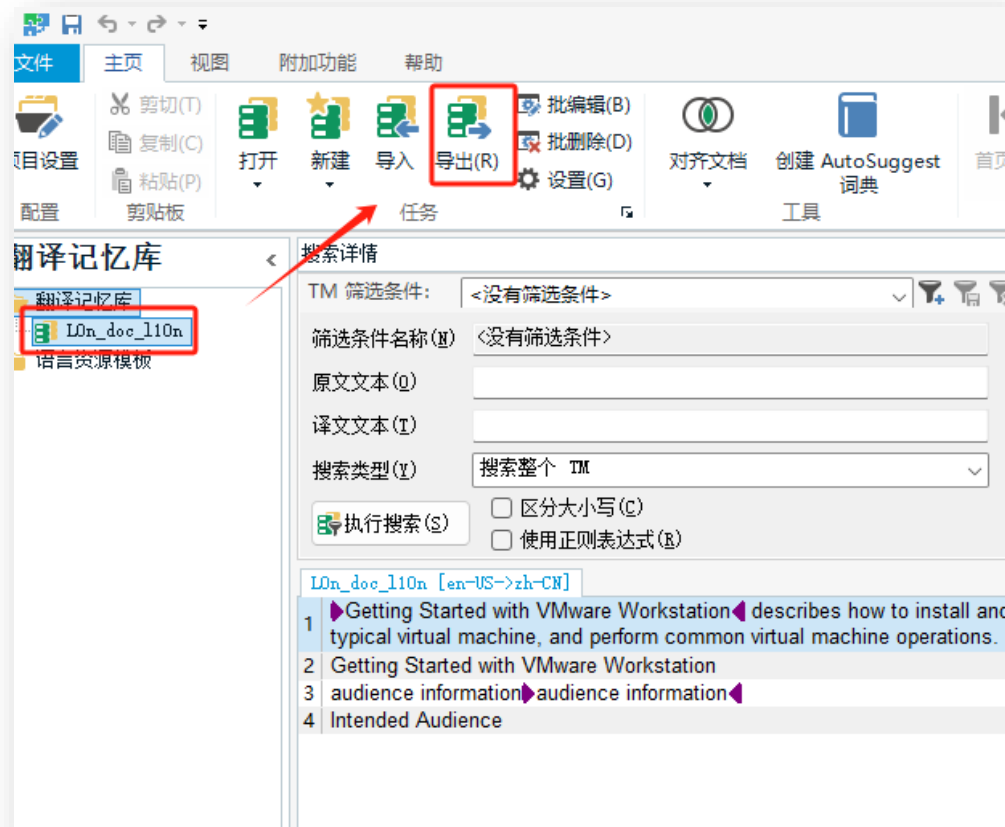 文件 主页 视图 附加功能 帮助
剪切(T)
复制(C)
粘贴(P)
项目设置
打开
新建
导入
导出(R)
批编辑(B)
批删除(D)
设置(G)
对齐文档
创建 AutoSuggest
词典
配置 剪贴板 任务 工具
翻译记忆库
翻译记忆库
L0n_doc_l10n
语言资源模板
搜索详情
TM 筛选条件: <没有筛选条件>
筛选条件名称(N) <没有筛选条件>
原文文本(O)
译文文本(T)
搜索类型(Y) 搜索整个 TM
执行搜索(S)
区分大小写(C)
使用正则表达式(R)
L0n_doc_l10n [en-US->zh-CN]
1 Getting Started with VMware Workstation describes how to install and
typical virtual machine, and perform common virtual machine operations.
2 Getting Started with VMware Workstation
3 audience information audience information
4 Intended Audience